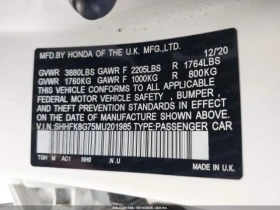 MFD.BY HONDA OF THE U.K.MFG.,LTD. 12/20
GVWR 3880LBS GAWR F 2205LBS R 1764LBS
GVWR 1760KG GAWR F 1000KG R 800KG
THIS VEHICLE CONFORMS TO ALL APPLICABLE
FEDERAL MOTOR VEHICLE SAFETY, BUMPER, AND
THEFT PREVENTION STANDARDS IN EFFECT ON THE
DATE OF MANUFACTURE SHOWN ABOVE.
V.I.N.:SHHFK8G75MU201985 TYPE:PASSENGER CAR